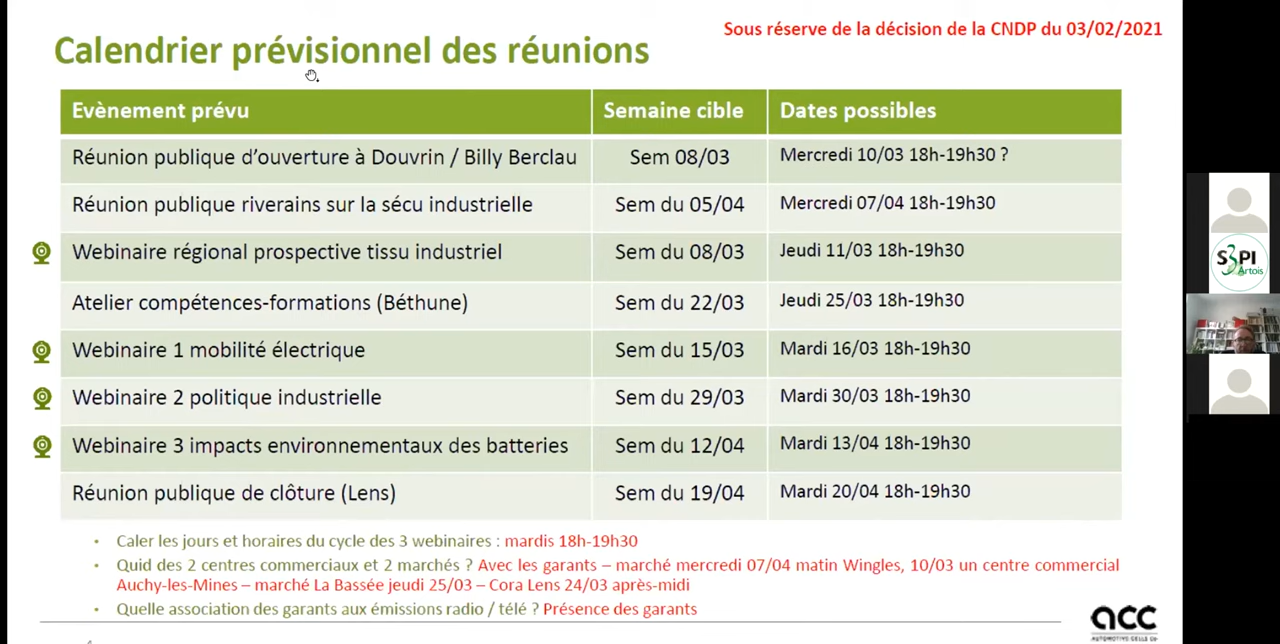 Sous réserve de la décision de la CNDP du 03/02/2021
Calendrier prévisionnel des réunions
Evènement prévu Semaine cible Dates possibles
Réunion publique d'ouverture à Douvrin / Billy Berclau Sem 08/03 Mercredi 10/03 18h-19h30 ?
Réunion publique riverains sur la sécu industrielle Sem du 05/04 Mercredi 07/04 18h-19h30
Webinaire régional prospective tissu industriel Sem du 08/03 Jeudi 11/03 18h-19h30
Atelier compétences-formations (Béthune) Sem du 22/03 Jeudi 25/03 18h-19h30
Webinaire 1 mobilité électrique Sem du 15/03 Mardi 16/03 18h-19h30
Webinaire 2 politique industrielle Sem du 29/03 Mardi 30/03 18h-19h30
Webinaire 3 impacts environnementaux des batteries Sem du 12/04 Mardi 13/04 18h-19h30
Réunion publique de clôture (Lens) Sem du 19/04 Mardi 20/04 18h-19h30
• Caler les jours et horaires du cycle des 3 webinaires : mardis 18h-19h30
• Quid des 2 centres commerciaux et 2 marchés ? Avec les garants – marché mercredi 07/04 matin Wingles, 10/03 un centre commercial
Auchy-les-Mines – marché La Bassée jeudi 25/03 – Cora Lens 24/03 après-midi
• Quelle association des garants aux émissions radio / télé ? Présence des garants
acc
S3PI
Artois